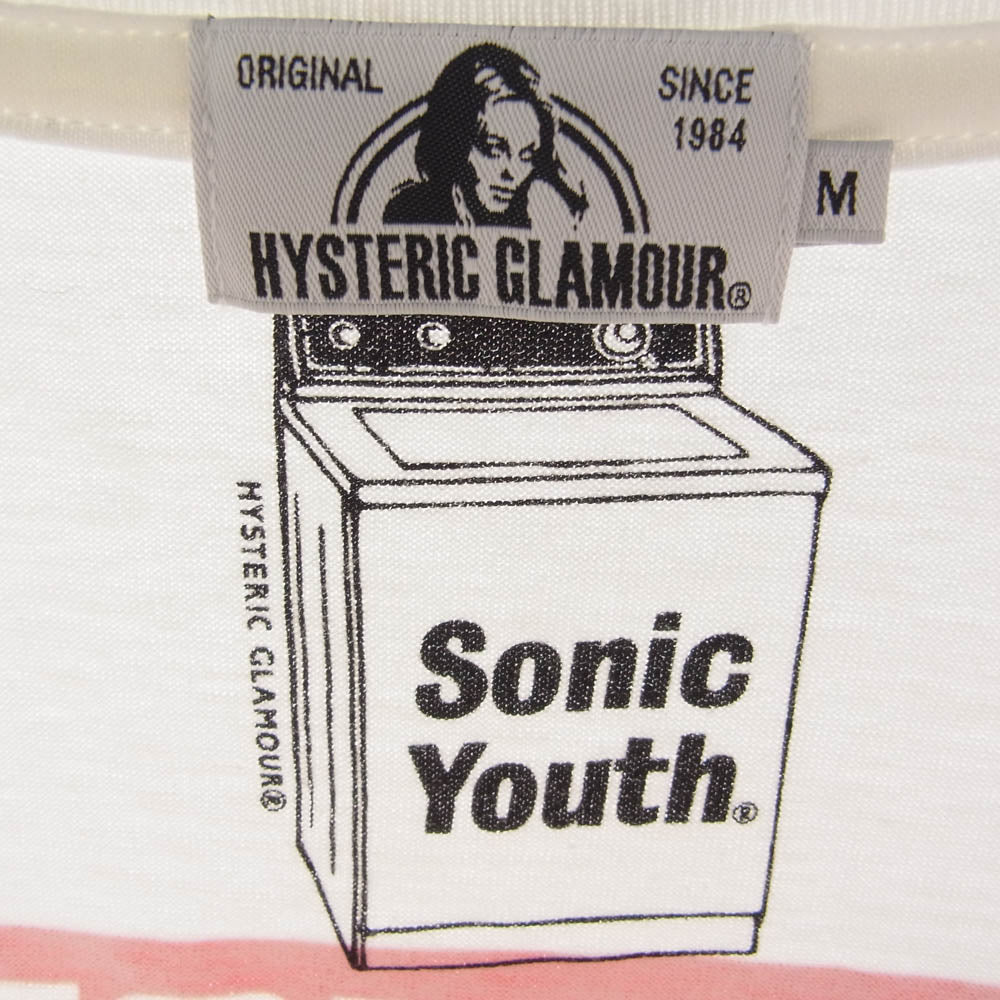 ORIGINAL
SINCE
1984
HYSTERIC GLAMOUR®
M
HYSTERIC GLAMOUR®
Sonic
Youth®